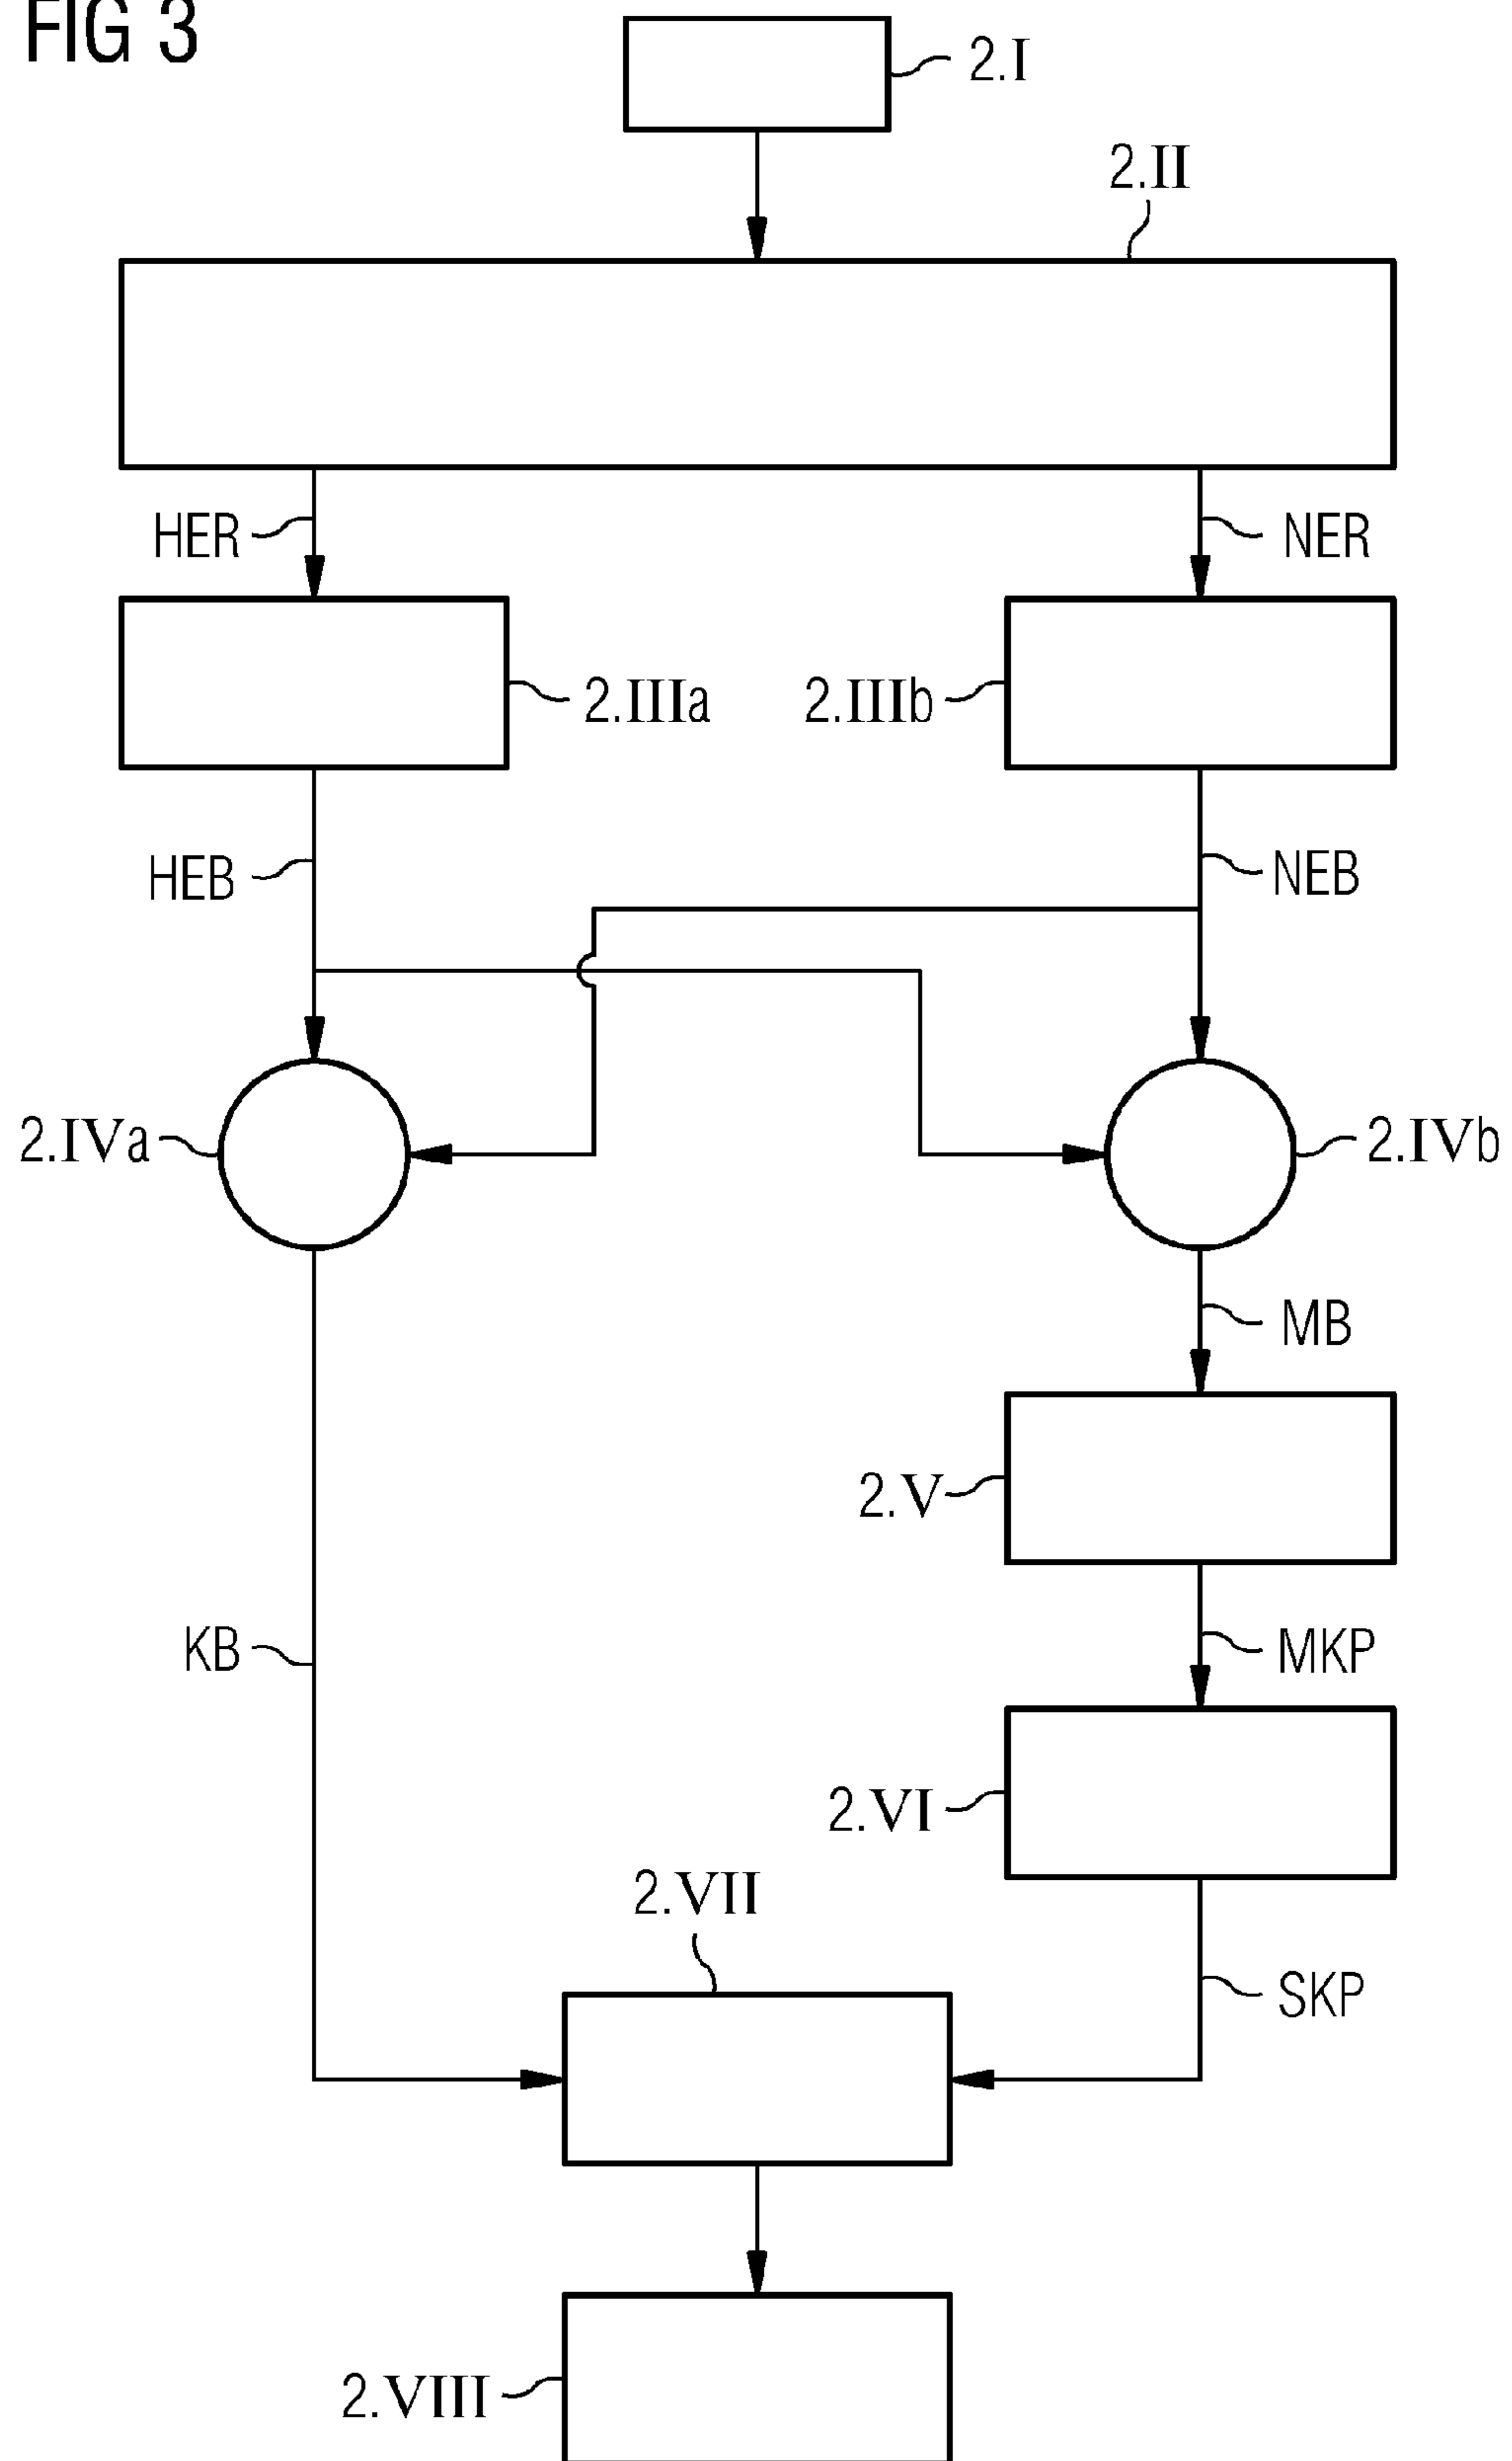 FIG 3
2.I
2.II
HER
NER
2.IIIa
2.IIIb
HEB
NEB
2.IVa
2.IVb
MB
2.V
KB
MKP
2.VI
2.VII
SKP
2.VIII